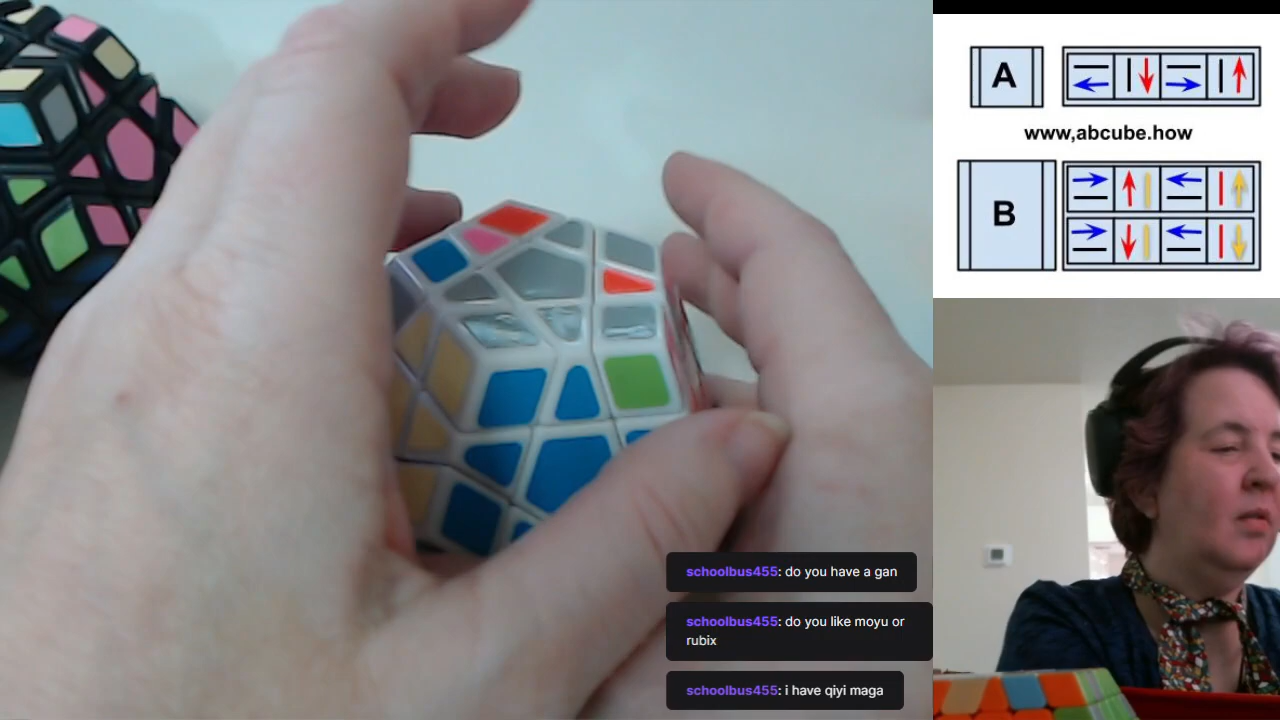 A
www,abcube.how
B
schoolbus455: do you have a gan
schoolbus455: do you like moyu or
rubix
schoolbus455: i have qiyi maga